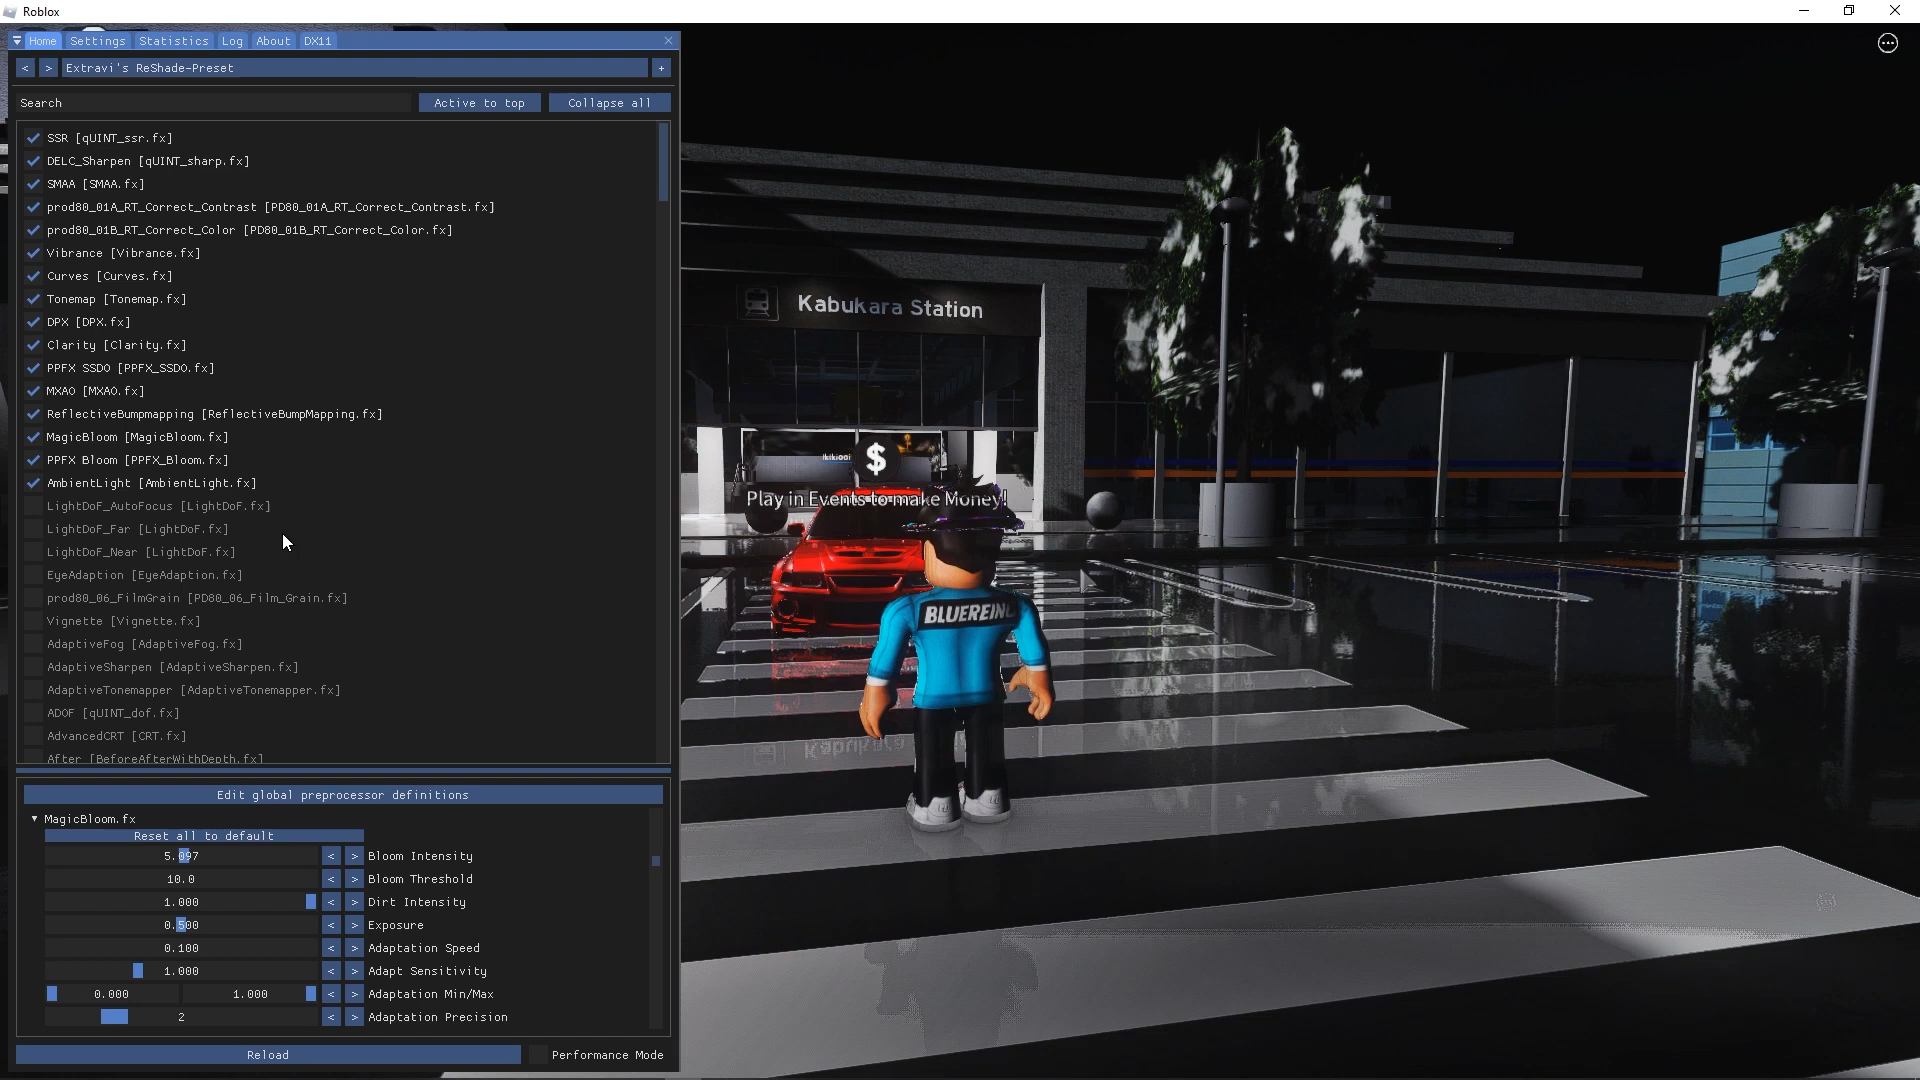 Roblox
Home Settings Statistics Log About DX11
< > Extravi's ReShade-Preset +
Search Active to top Collapse all
SSR [qUINT_ssr.fx]
DELC_Sharpen [qUINT_sharp.fx]
SMAA [SMAA.fx]
prod80_01A_RT_Correct_Contrast [PD80_01A_RT_Correct_Contrast.fx]
prod80_01B_RT_Correct_Color [PD80_01B_RT_Correct_Color.fx]
Vibrance [Vibrance.fx]
Curves [Curves.fx]
Tonemap [Tonemap.fx]
DPX [DPX.fx]
Clarity [Clarity.fx]
PPFX SSDO [PPFX_SSDO.fx]
MXAO [MXAO.fx]
ReflectiveBumpmapping [ReflectiveBumpMapping.fx]
MagicBloom [MagicBloom.fx]
PPFX Bloom [PPFX_Bloom.fx]
AmbientLight [AmbientLight.fx]
LightDoF_AutoFocus [LightDoF.fx]
LightDoF_Far [LightDoF.fx]
LightDoF_Near [LightDoF.fx]
EyeAdaption [EyeAdaption.fx]
prod80_06_FilmGrain [PD80_06_Film_Grain.fx]
Vignette [Vignette.fx]
AdaptiveFog [AdaptiveFog.fx]
AdaptiveSharpen [AdaptiveSharpen.fx]
AdaptiveTonemapper [AdaptiveTonemapper.fx]
ADOF [qUINT_dof.fx]
AdvancedCRT [CRT.fx]
After [BeforeAfterWithDepth.fx]
Edit global preprocessor definitions
MagicBloom.fx
Reset all to default
5.097 < > Bloom Intensity
10.0 < > Bloom Threshold
1.000 < > Dirt Intensity
0.500 < > Exposure
0.100 < > Adaptation Speed
1.000 < > Adapt Sensitivity
0.000 1.000 < > Adaptation Min/Max
2 < > Adaptation Precision
Reload Performance Mode
Kabukara Station
$
Play in Events to make Money!